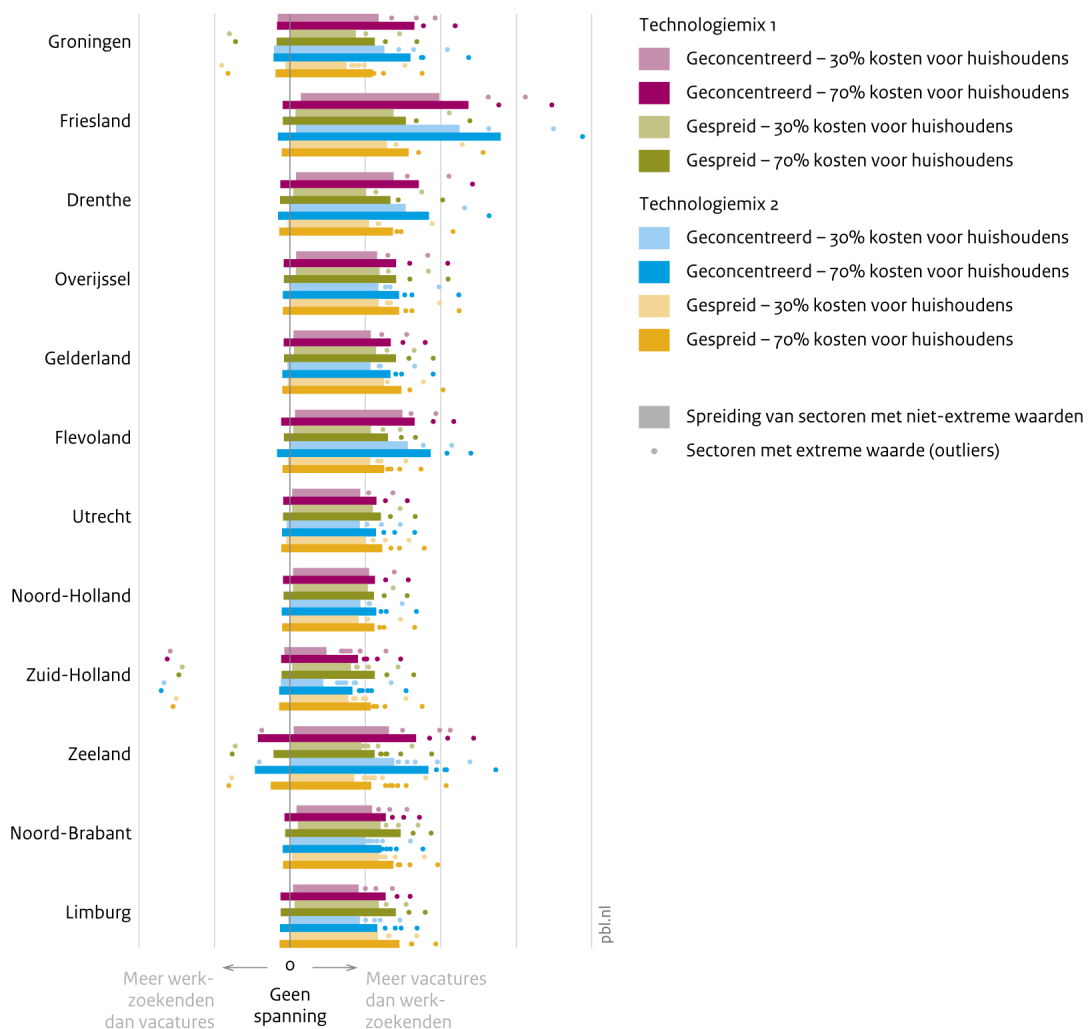 Groningen
Friesland
Drenthe
Overijssel
Gelderland
Flevoland
Utrecht
Noord-Holland
Zuid-Holland
Zeeland
Noord-Brabant
Limburg
Meer werk-
zoekenden
dan vacatures
0
Geen
spanning
Meer vacatures
dan werk-
zoekenden
pbl.nl
Technologiemix 1
Geconcentreerd – 30% kosten voor huishoudens
Geconcentreerd – 70% kosten voor huishoudens
Gespreid – 30% kosten voor huishoudens
Gespreid – 70% kosten voor huishoudens
Technologiemix 2
Geconcentreerd – 30% kosten voor huishoudens
Geconcentreerd – 70% kosten voor huishoudens
Gespreid – 30% kosten voor huishoudens
Gespreid – 70% kosten voor huishoudens
Spreiding van sectoren met niet-extreme waarden
Sectoren met extreme waarde (outliers)